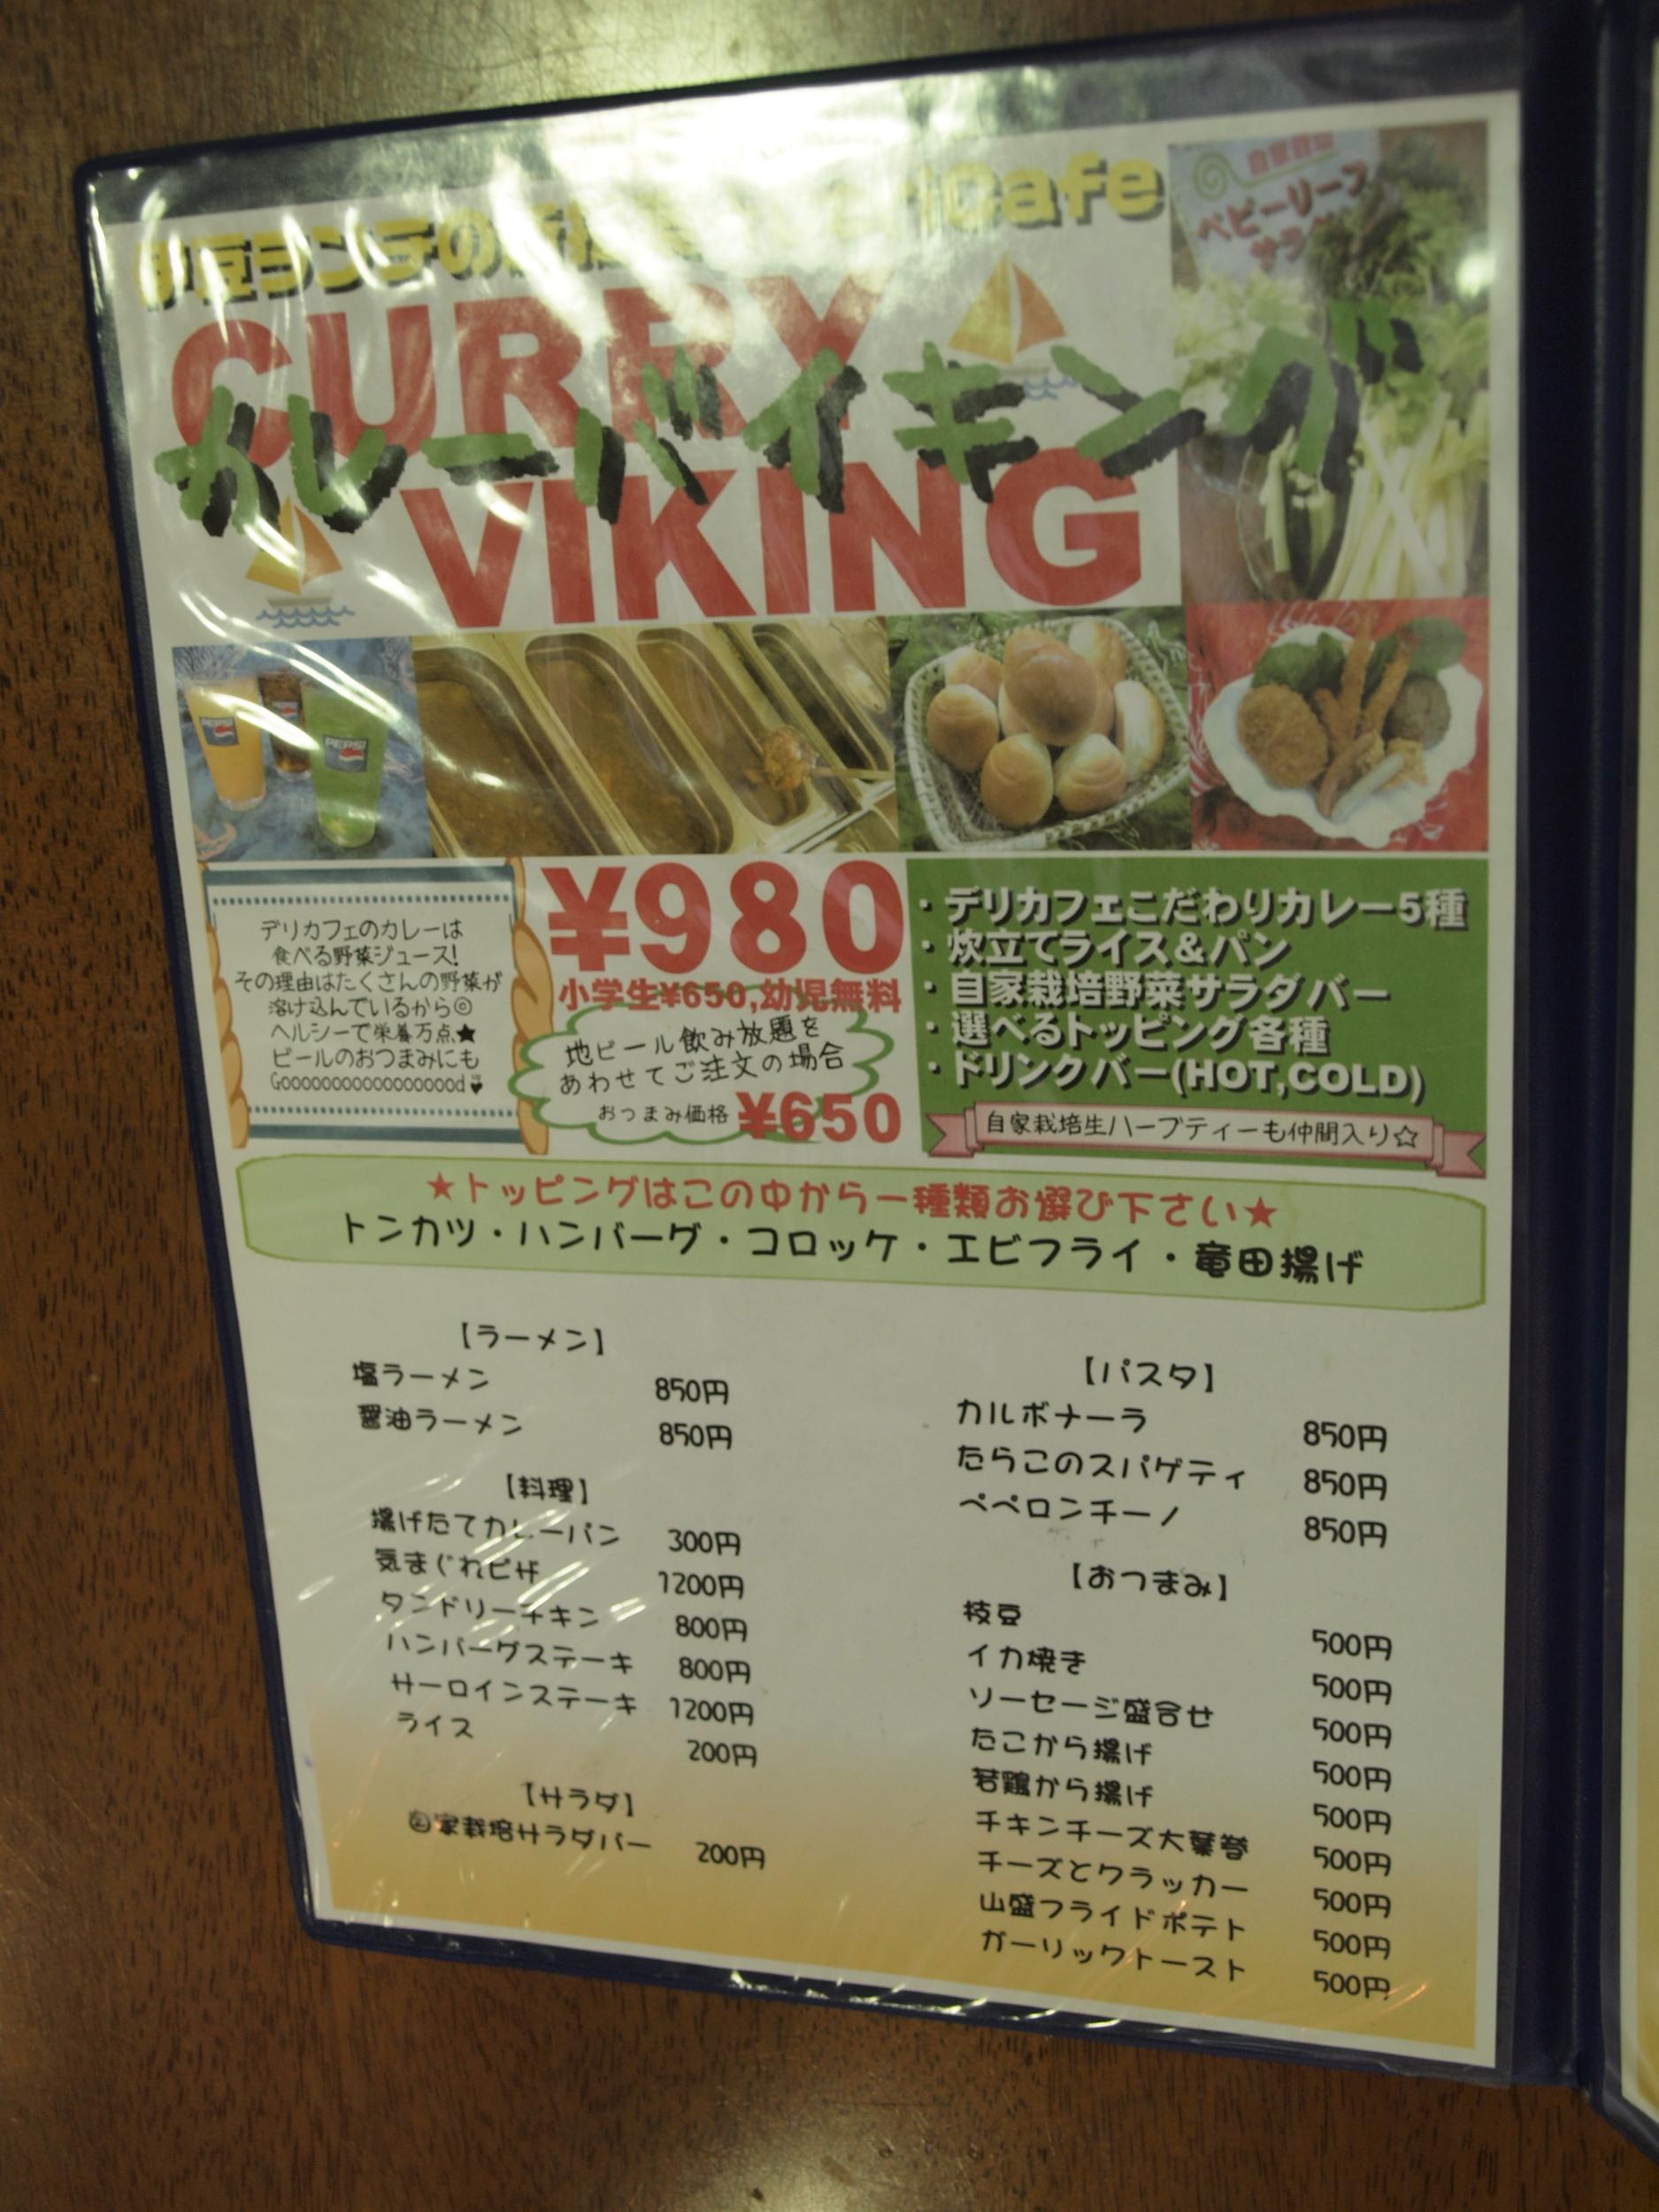 伊豆ランチの
Cafe
CURRY
カレーバイキング
VIKING
自家栽培
ベビーリーフ
サラダ
PEPSI
PEPSI
PEPSI
デリカフェのカレーは
食べる野菜ジュース!
その理由はたくさんの野菜が
溶け込んでいるから☺
ヘルシーで栄養万点★
ビールのおつまみにも
Gooooooooooooooooood♥
¥980
小学生¥650,幼児無料
地ビール飲み放題を
あわせてご注文の場合
おつまみ価格 ¥650
・デリカフェこだわりカレー5種
・炊立てライス&パン
・自家栽培野菜サラダバー
・選べるトッピング各種
・ドリンクバー(HOT,COLD)
自家栽培生ハーブティーも仲間入り☆
★トッピングはこの中から一種類お選び下さい★
トンカツ・ハンバーグ・コロッケ・エビフライ・竜田揚げ
【ラーメン】
塩ラーメン 850円
醤油ラーメン 850円
【料理】
揚げたてカレーパン 300円
気まぐれピザ 1200円
タンドリーチキン 800円
ハンバーグステーキ 800円
サーロインステーキ 1200円
ライス 200円
【サラダ】
自家栽培サラダバー 200円
【パスタ】
カルボナーラ 850円
たらこのスパゲティ 850円
ペペロンチーノ 850円
【おつまみ】
枝豆 500円
イカ焼き 500円
ソーセージ盛合せ 500円
たこから揚げ 500円
若鶏から揚げ 500円
チキンチーズ大葉巻 500円
チーズとクラッカー 500円
山盛フライドポテト 500円
ガーリックトースト 500円